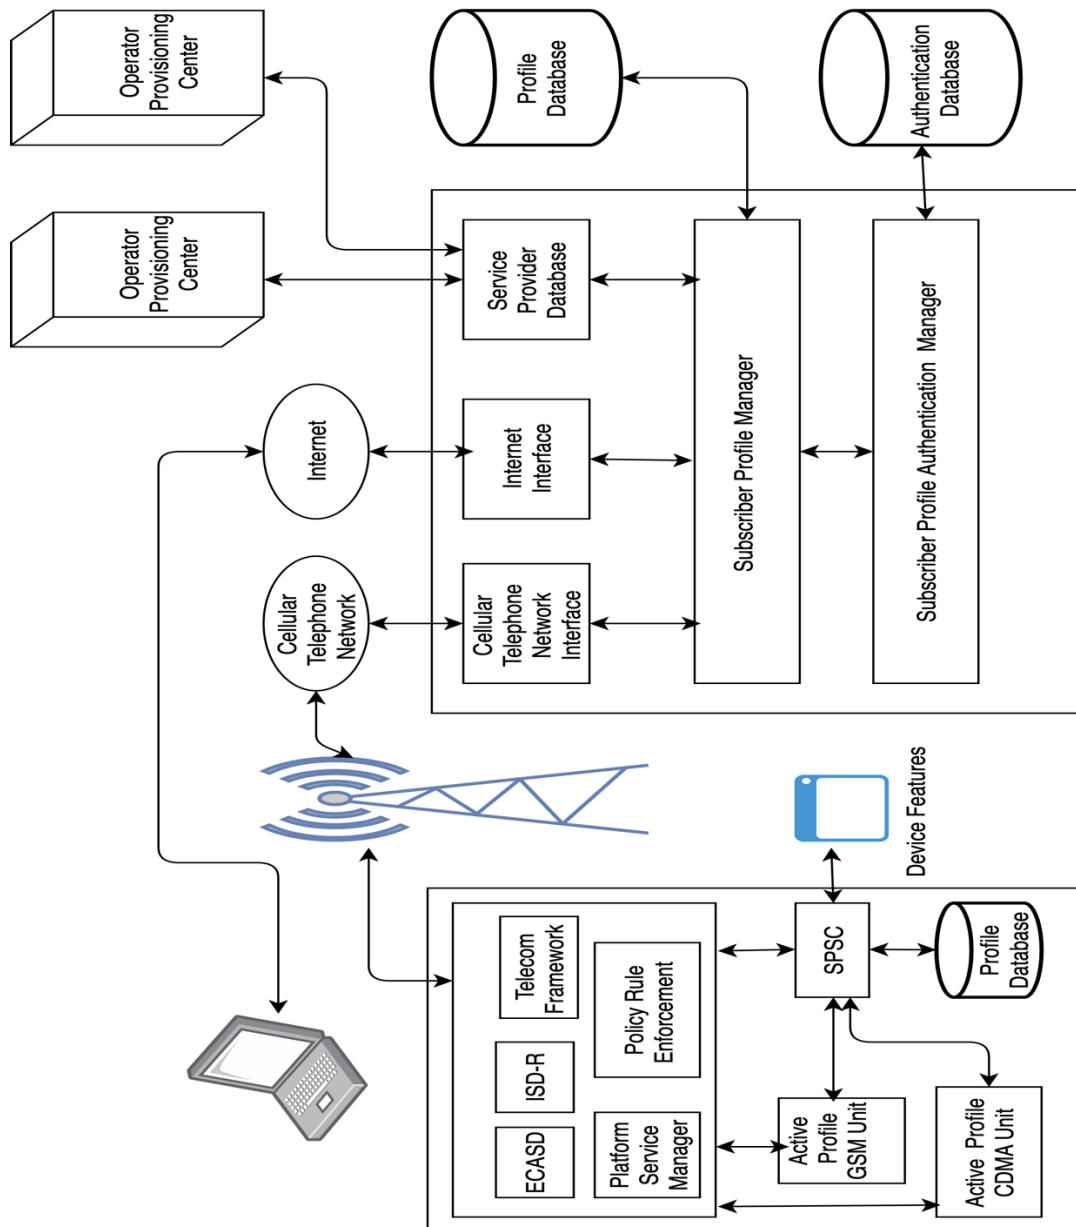 Operator
Provisioning
Center
Operator
Provisioning
Center
Profile
Database
Authentication
Database
Internet
Cellular
Telephone
Network
Service
Provider
Database
Internet
Interface
Cellular
Telephone
Network
Interface
Subscriber Profile Manager
Subscriber Profile Authentication Manager
Device Features
Telecom
Framework
ISD-R
ECASD
Policy Rule
Enforcement
Platform
Service
Manager
SPSC
Profile
Database
Active
Profile
GSM Unit
Active Profile
CDMA Unit